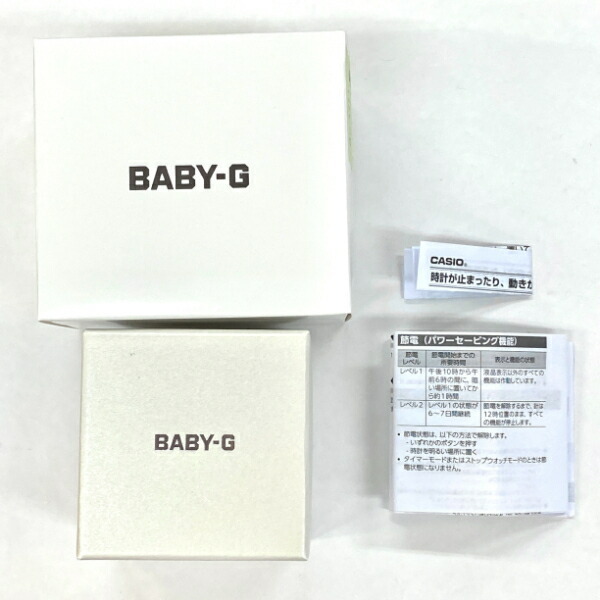 BABY-G
BABY-G
CASIO®
時計が止まったり、動きが
節電(パワーセービング機能)
節電レベル 節電開始までの所要時間 表示と機能の状態
レベル1 午後10時から午前6時の間に、暗い場所に置いてから約1時間 液晶表示以外のすべての機能は作動しています。
レベル2 レベル1の状態が6〜7日間継続 節電を解除するまで、針は12時位置のまま、すべての機能が停止します。
● 節電状態は、以下の方法で解除します。
- いずれかのボタンを押す
- 時計を明るい場所に置く
● タイマーモードまたはストップウオッチモードのときは節
電状態になりません。